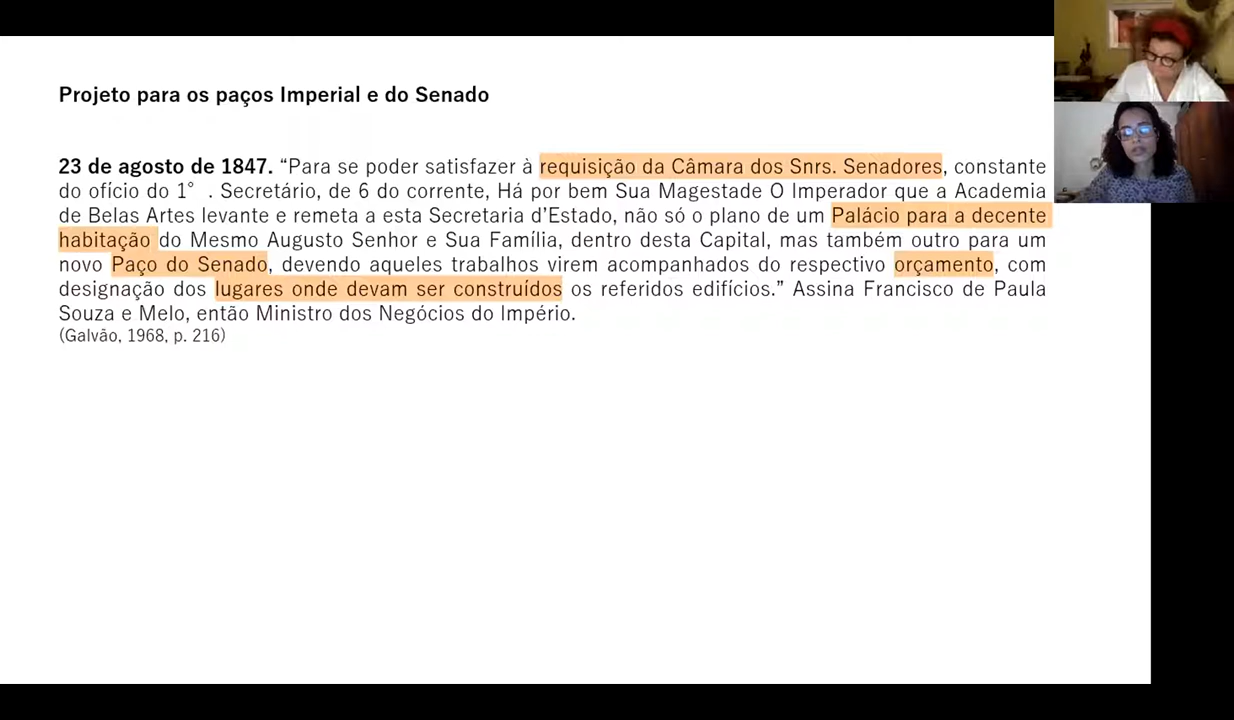 Projeto para os paços Imperial e do Senado
23 de agosto de 1847. “Para se poder satisfazer à requisição da Câmara dos Snrs. Senadores, constante
do ofício do 1° . Secretário, de 6 do corrente, Há por bem Sua Magestade O Imperador que a Academia
de Belas Artes levante e remeta a esta Secretaria d’Estado, não só o plano de um Palácio para a decente
habitação do Mesmo Augusto Senhor e Sua Família, dentro desta Capital, mas também outro para um
novo Paço do Senado, devendo aqueles trabalhos virem acompanhados do respectivo orçamento, com
designação dos lugares onde devam ser construídos os referidos edifícios.” Assina Francisco de Paula
Souza e Melo, então Ministro dos Negócios do Império.
(Galvão, 1968, p. 216)